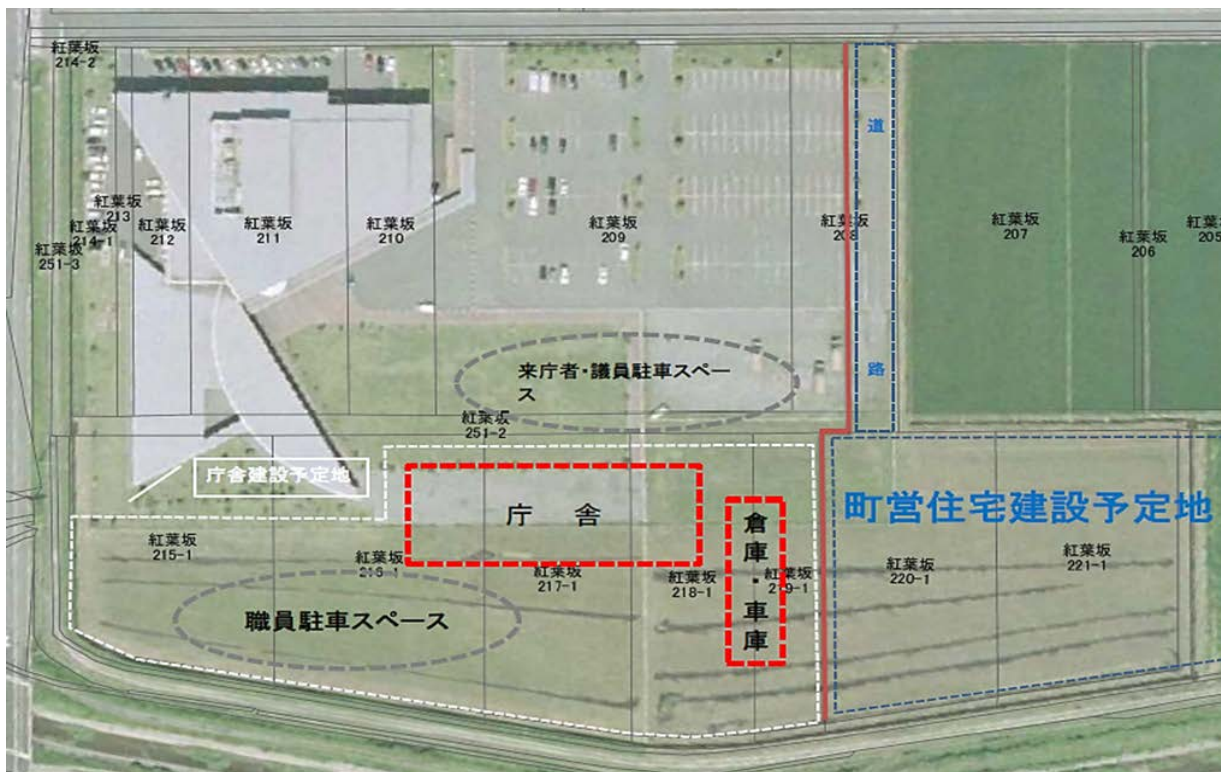 紅葉坂
214-2
道
紅葉坂
213
紅葉坂
214-1
紅葉坂
212
紅葉坂
211
紅葉坂
210
紅葉坂
209
紅葉坂
208
紅葉坂
207
紅葉坂
206
紅葉
205
紅葉坂
251-3
路
来庁者・議員駐車スペー
ス
紅葉坂
251-2
庁舎建設予定地
庁 舎
倉庫・車庫
町営住宅建設予定地
紅葉坂
215-1
紅葉坂
216-1
紅葉坂
217-1
紅葉坂
218-1
紅葉坂
219-1
紅葉坂
220-1
紅葉坂
221-1
職員駐車スペース